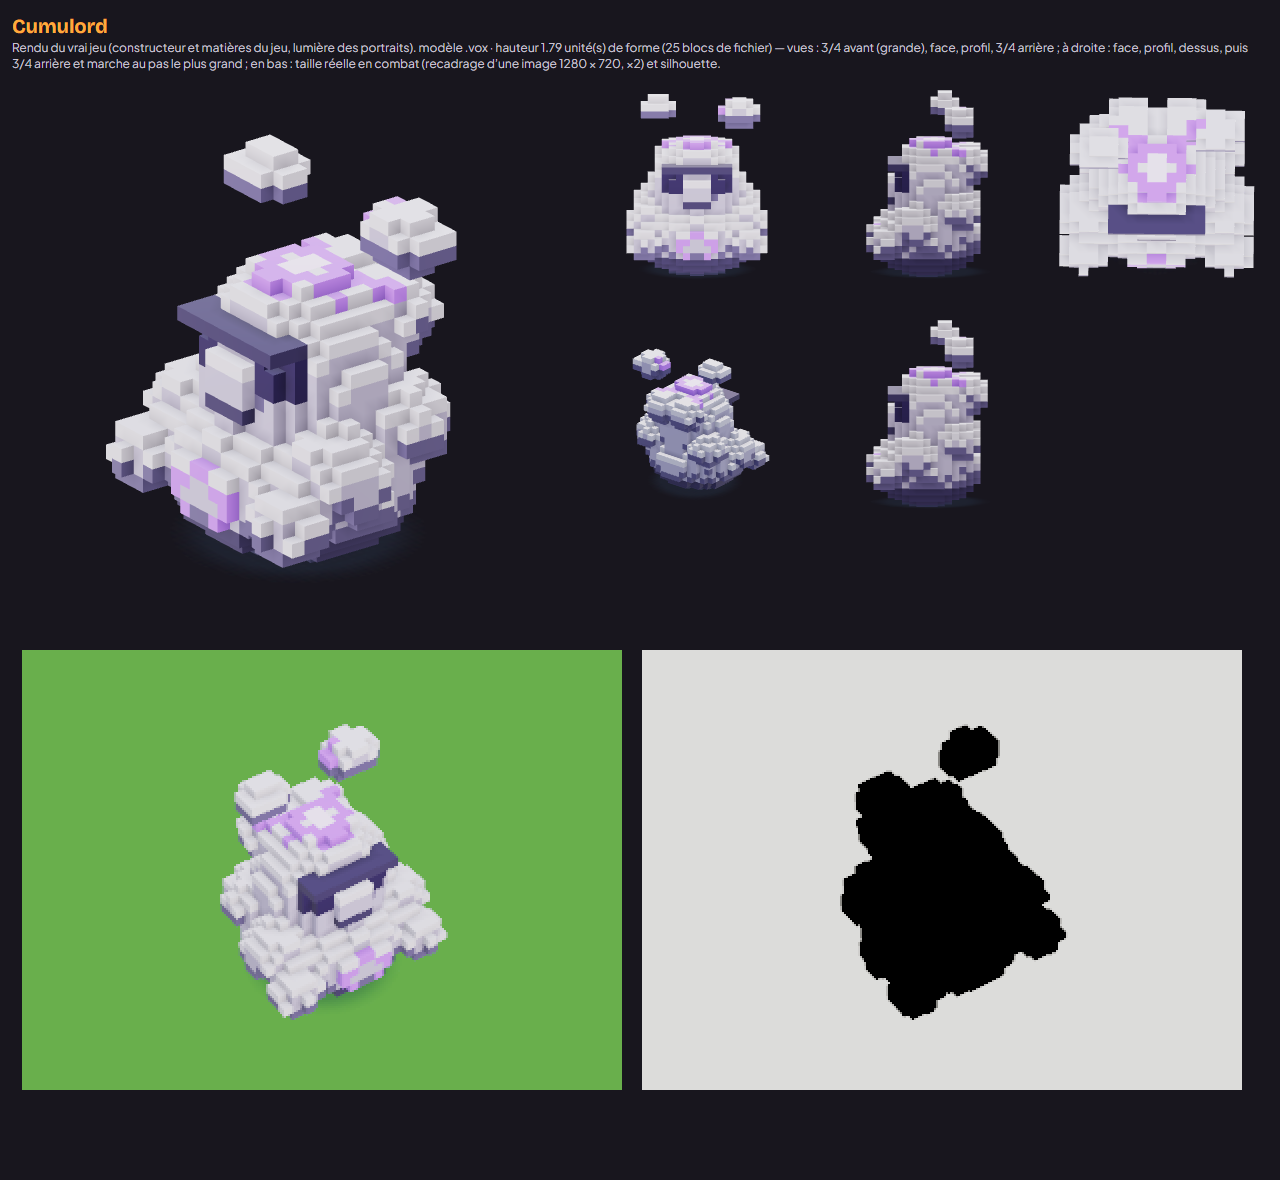 Cumulord
Rendu du vrai jeu (constructeur et matières du jeu, lumière des portraits). modèle .vox · hauteur 1.79 unité(s) de forme (25 blocs de fichier) — vues : 3/4 avant (grande), face, profil, 3/4 arrière ; à droite : face, profil, dessus, puis
3/4 arrière et marche au pas le plus grand ; en bas : taille réelle en combat (recadrage d'une image 1280 × 720, ×2) et silhouette.